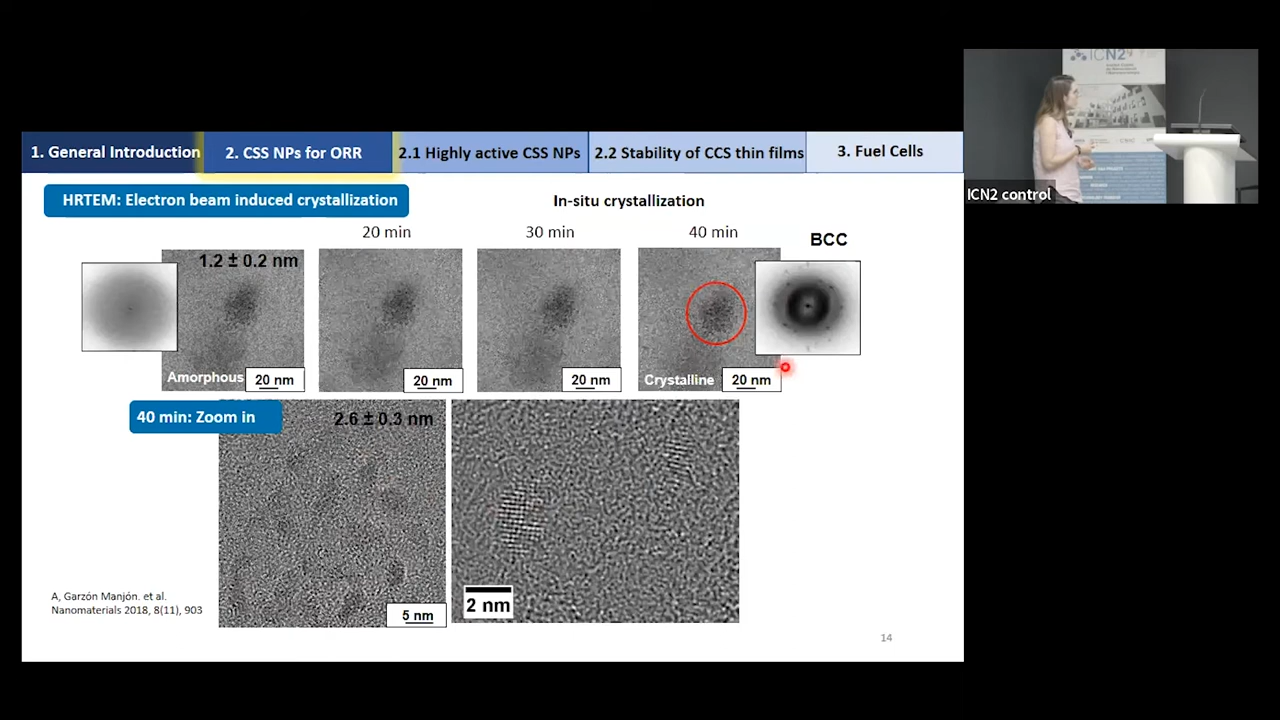 1. General Introduction
2. CSS NPs for ORR
2.1 Highly active CSS NPs
2.2 Stability of CCS thin films
3. Fuel Cells
HRTEM: Electron beam induced crystallization
In-situ crystallization
20 min
30 min
40 min
BCC
1.2 ± 0.2 nm
Amorphous
20 nm
20 nm
20 nm
Crystalline
20 nm
40 min: Zoom in
2.6 ± 0.3 nm
5 nm
2 nm
A, Garzón Manjón. et al.
Nanomaterials 2018, 8(11), 903
14
ICN2
ICN2 control